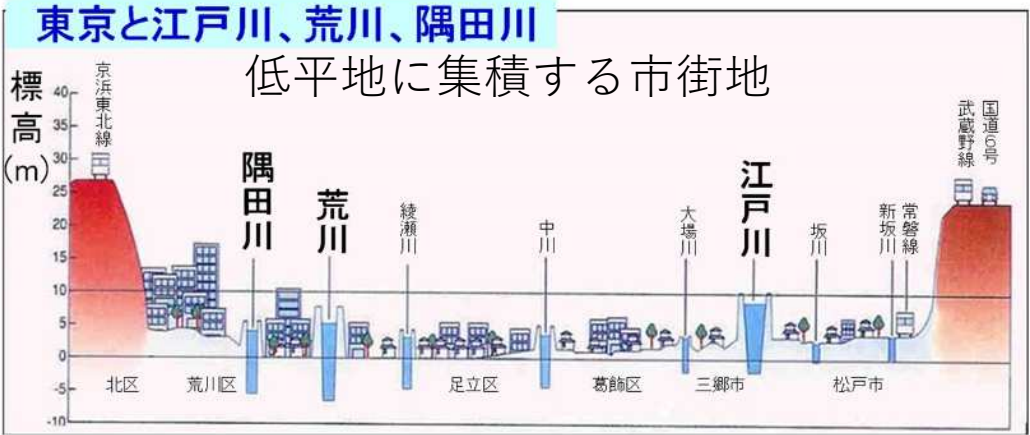 東京と江戸川、荒川、隅田川
低平地に集積する市街地
標高
(m)
40
35
30
25
20
15
10
5
0
-5
-10
京浜東北線
隅田川
荒川
綾瀬川
中川
大場川
江戸川
坂川
新坂川
常磐線
武蔵野線
国道6号
北区
荒川区
足立区
葛飾区
三郷市
松戸市